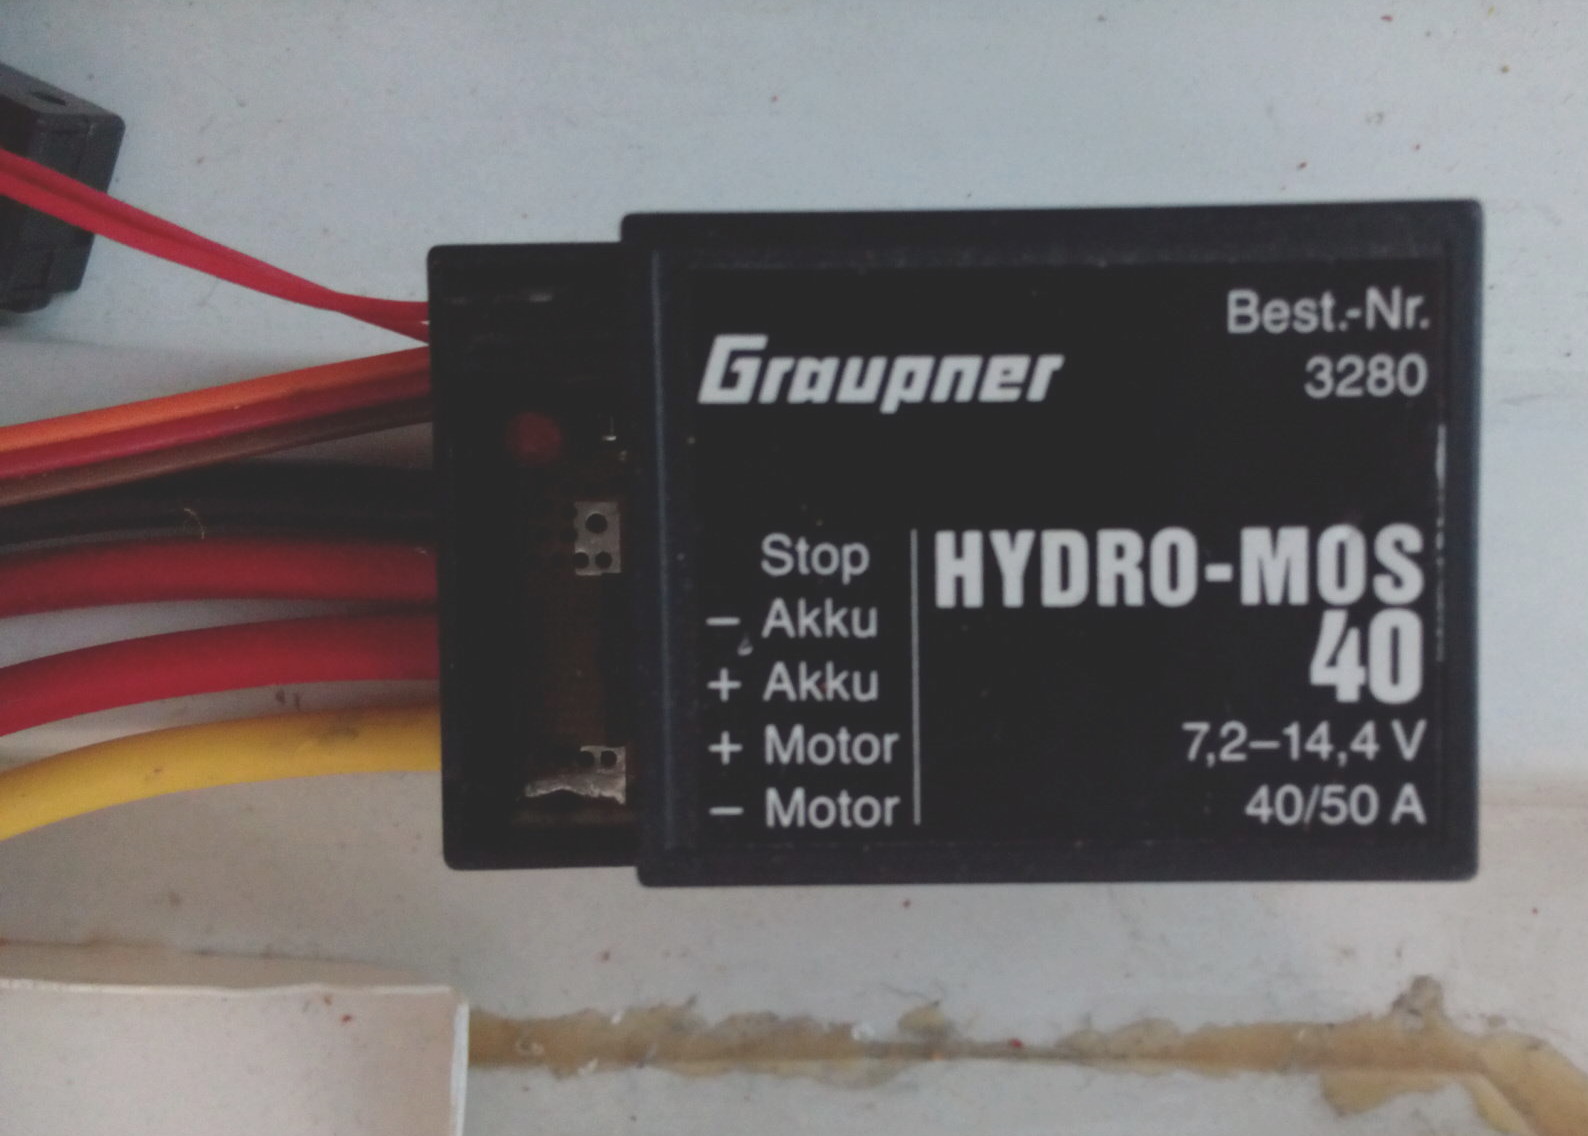 Best.-Nr.
3280
Graupner
Stop
− Akku
+ Akku
+ Motor
− Motor
HYDRO-MOS
40
7,2–14,4 V
40/50 A